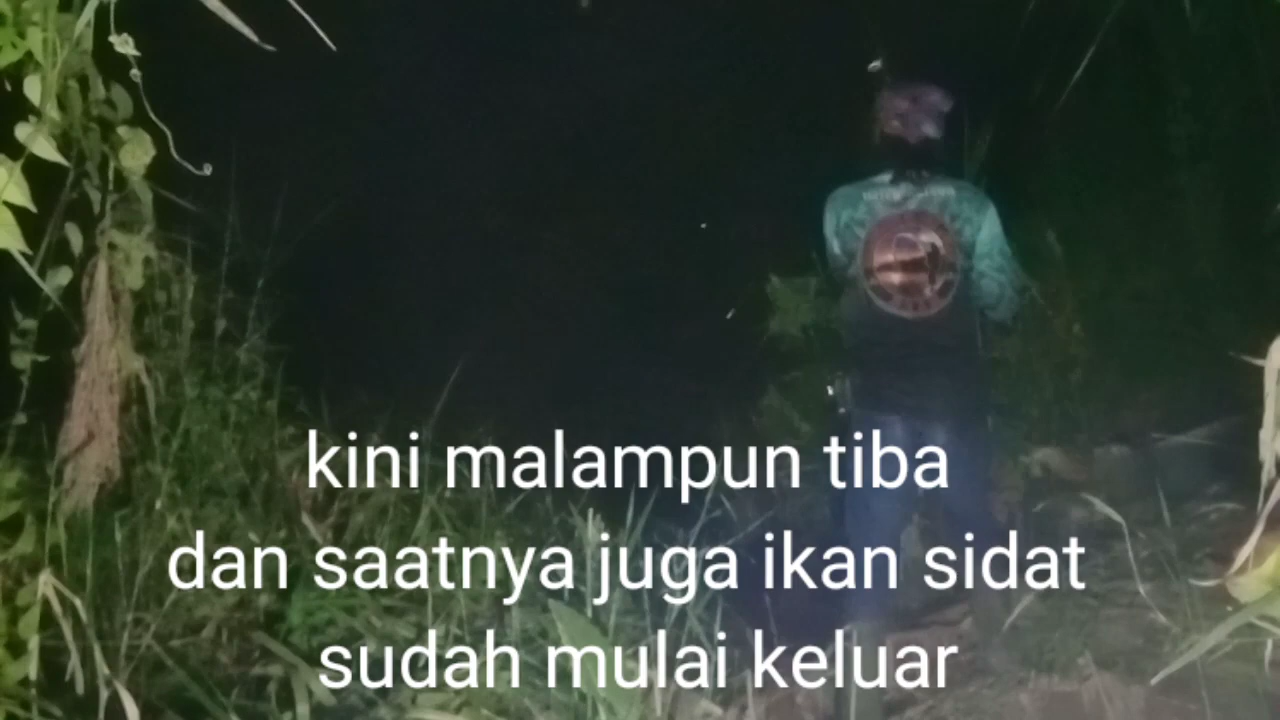 kini malampun tiba
dan saatnya juga ikan sidat
sudah mulai keluar